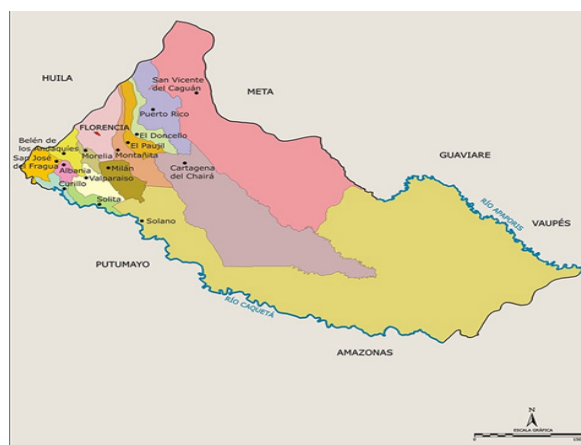 HUILA
META
San Vicente
del Caguán
Puerto Rico
FLORENCIA
El Doncello
El Paujil
Belén de
los Andaquíes
Morelia
Montañita
San José
del Fragua
Albania
Milán
Valparaiso
Cartagena
del Chairá
Curillo
Solita
Solano
GUAVIARE
RÍO APAPORIS
VAUPÉS
PUTUMAYO
RÍO CAQUETÁ
AMAZONAS
N
ESCALA GRÁFICA
0